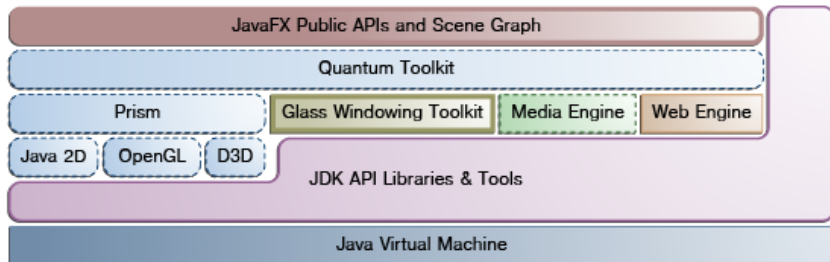 JavaFX Public APIs and Scene Graph
Quantum Toolkit
Prism
Glass Windowing Toolkit
Media Engine
Web Engine
Java 2D
OpenGL
D3D
JDK API Libraries & Tools
Java Virtual Machine